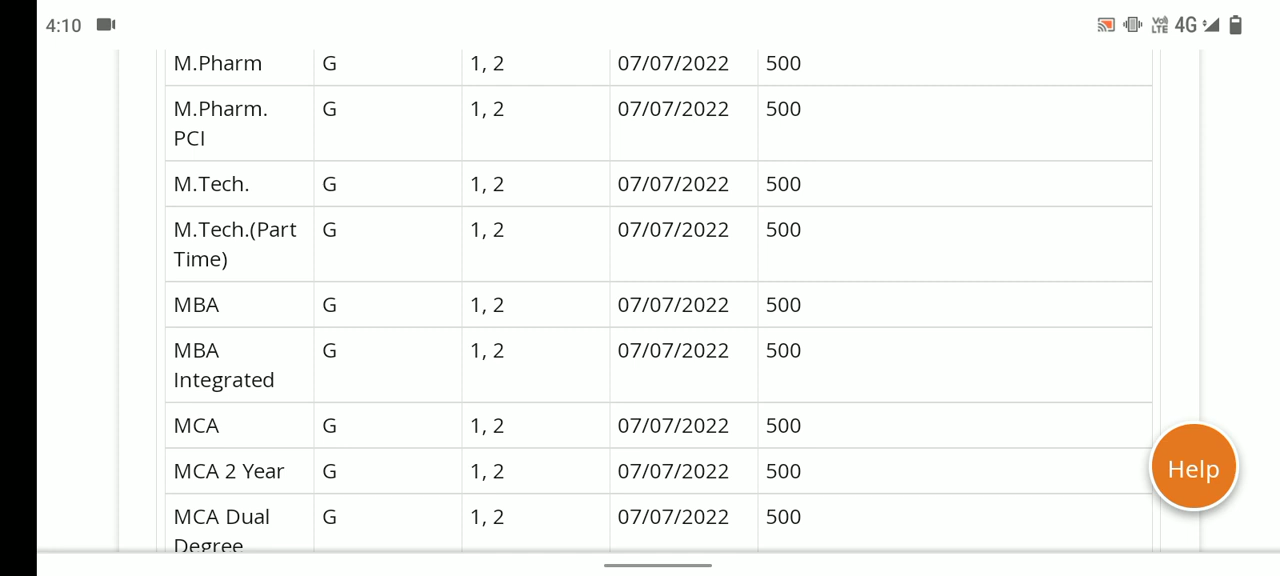 4:10 Vo) LTE 4G
M.Pharm G 1, 2 07/07/2022 500
M.Pharm. G 1, 2 07/07/2022 500
PCI
M.Tech. G 1, 2 07/07/2022 500
M.Tech.(Part G 1, 2 07/07/2022 500
Time)
MBA G 1, 2 07/07/2022 500
MBA G 1, 2 07/07/2022 500
Integrated
MCA G 1, 2 07/07/2022 500
MCA 2 Year G 1, 2 07/07/2022 500
Help
MCA Dual G 1, 2 07/07/2022 500
Degree